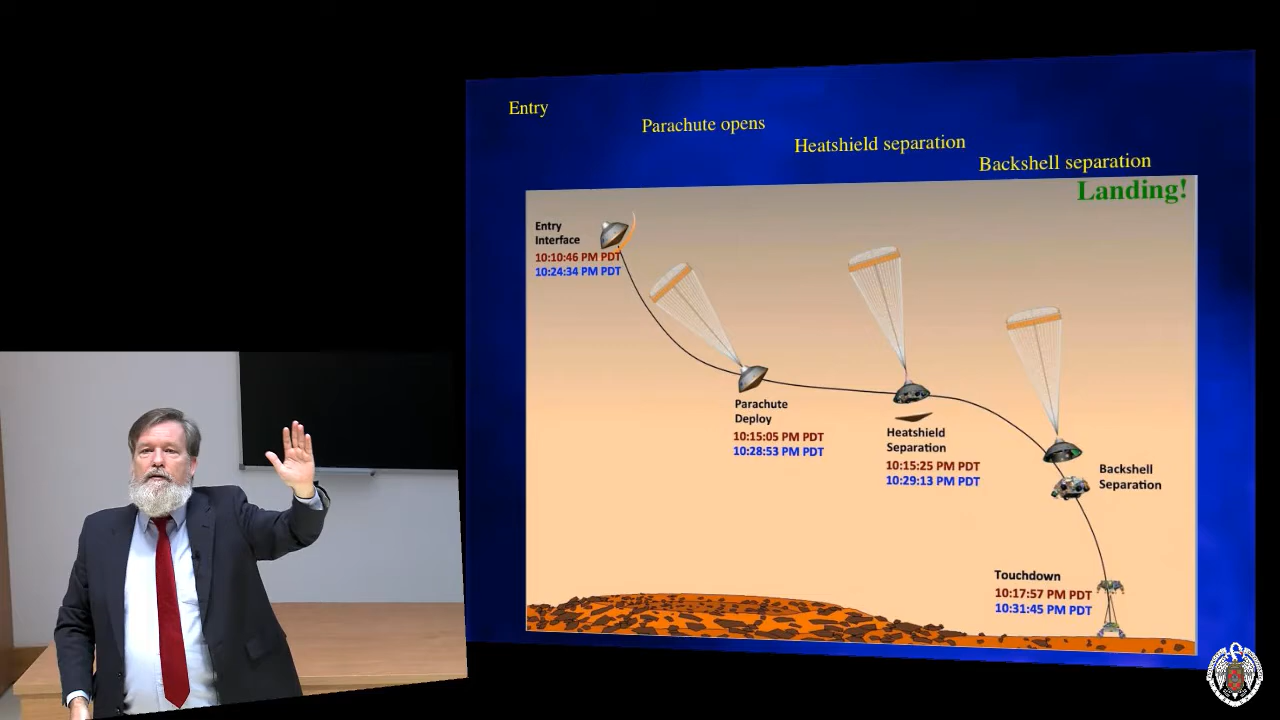 Entry
Parachute opens
Heatshield separation
Backshell separation
Landing!
Entry
Interface
10:10:46 PM PDT
10:24:34 PM PDT
Parachute
Deploy
10:15:05 PM PDT
10:28:53 PM PDT
Heatshield
Separation
10:15:25 PM PDT
10:29:13 PM PDT
Backshell
Separation
Touchdown
10:17:57 PM PDT
10:31:45 PM PDT